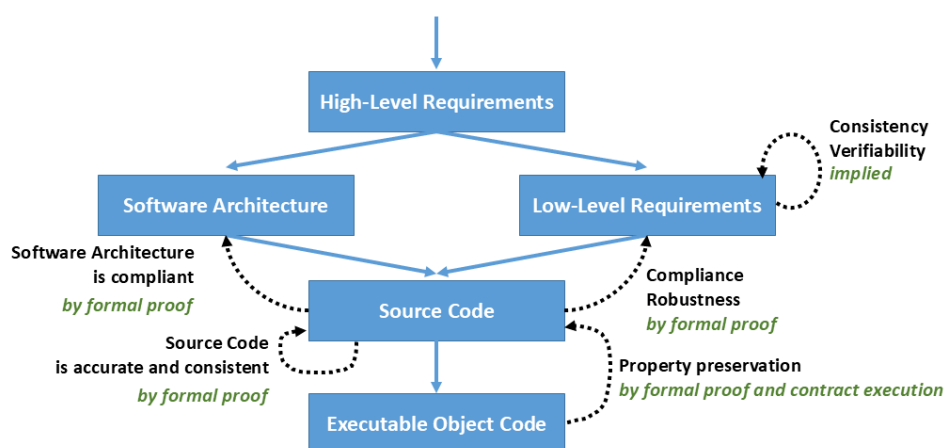 High-Level Requirements
Consistency
Verifiability
implied
Software Architecture
Low-Level Requirements
Software Architecture
is compliant
by formal proof
Compliance
Robustness
by formal proof
Source Code
Source Code
is accurate and consistent
by formal proof
Property preservation
by formal proof and contract execution
Executable Object Code